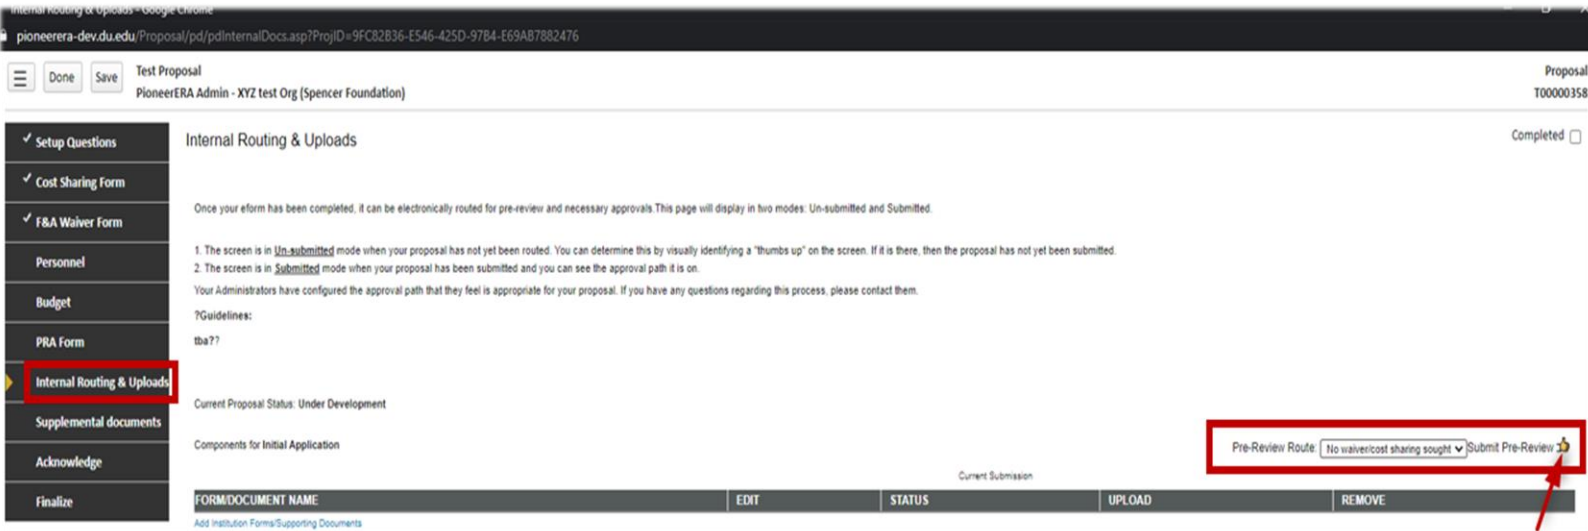 Internal Routing & Uploads - Google Chrome
pioneerera-dev.du.edu/Proposal/pd/pdInternalDocs.asp?ProjID=9FC82B36-E546-425D-97B4-E69AB7882476
Done Save Test Proposal
PioneerERA Admin - XYZ test Org (Spencer Foundation)
Proposal
T00000358
Setup Questions
Cost Sharing Form
F&A Waiver Form
Personnel
Budget
PRA Form
Internal Routing & Uploads
Supplemental documents
Acknowledge
Finalize
Internal Routing & Uploads
Completed
Once your eform has been completed, it can be electronically routed for pre-review and necessary approvals.This page will display in two modes: Un-submitted and Submitted.
1. The screen is in Un-submitted mode when your proposal has not yet been routed. You can determine this by visually identifying a "thumbs up" on the screen. If it is there, then the proposal has not yet been submitted.
2. The screen is in Submitted mode when your proposal has been submitted and you can see the approval path it is on.
Your Administrators have configured the approval path that they feel is appropriate for your proposal. If you have any questions regarding this process, please contact them.
?Guidelines:
tba??
Current Proposal Status: Under Development
Components for Initial Application
Pre-Review Route: No waiver/cost sharing sought Submit Pre-Review
Current Submission
FORM/DOCUMENT NAME EDIT STATUS UPLOAD REMOVE
Add Institution Forms/Supporting Documents